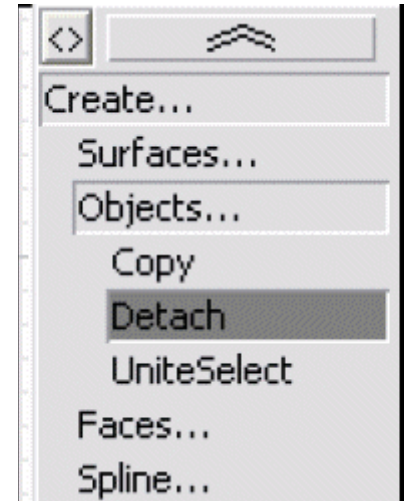 <>
Create...
Surfaces...
Objects...
Copy
Detach
UniteSelect
Faces...
Spline...